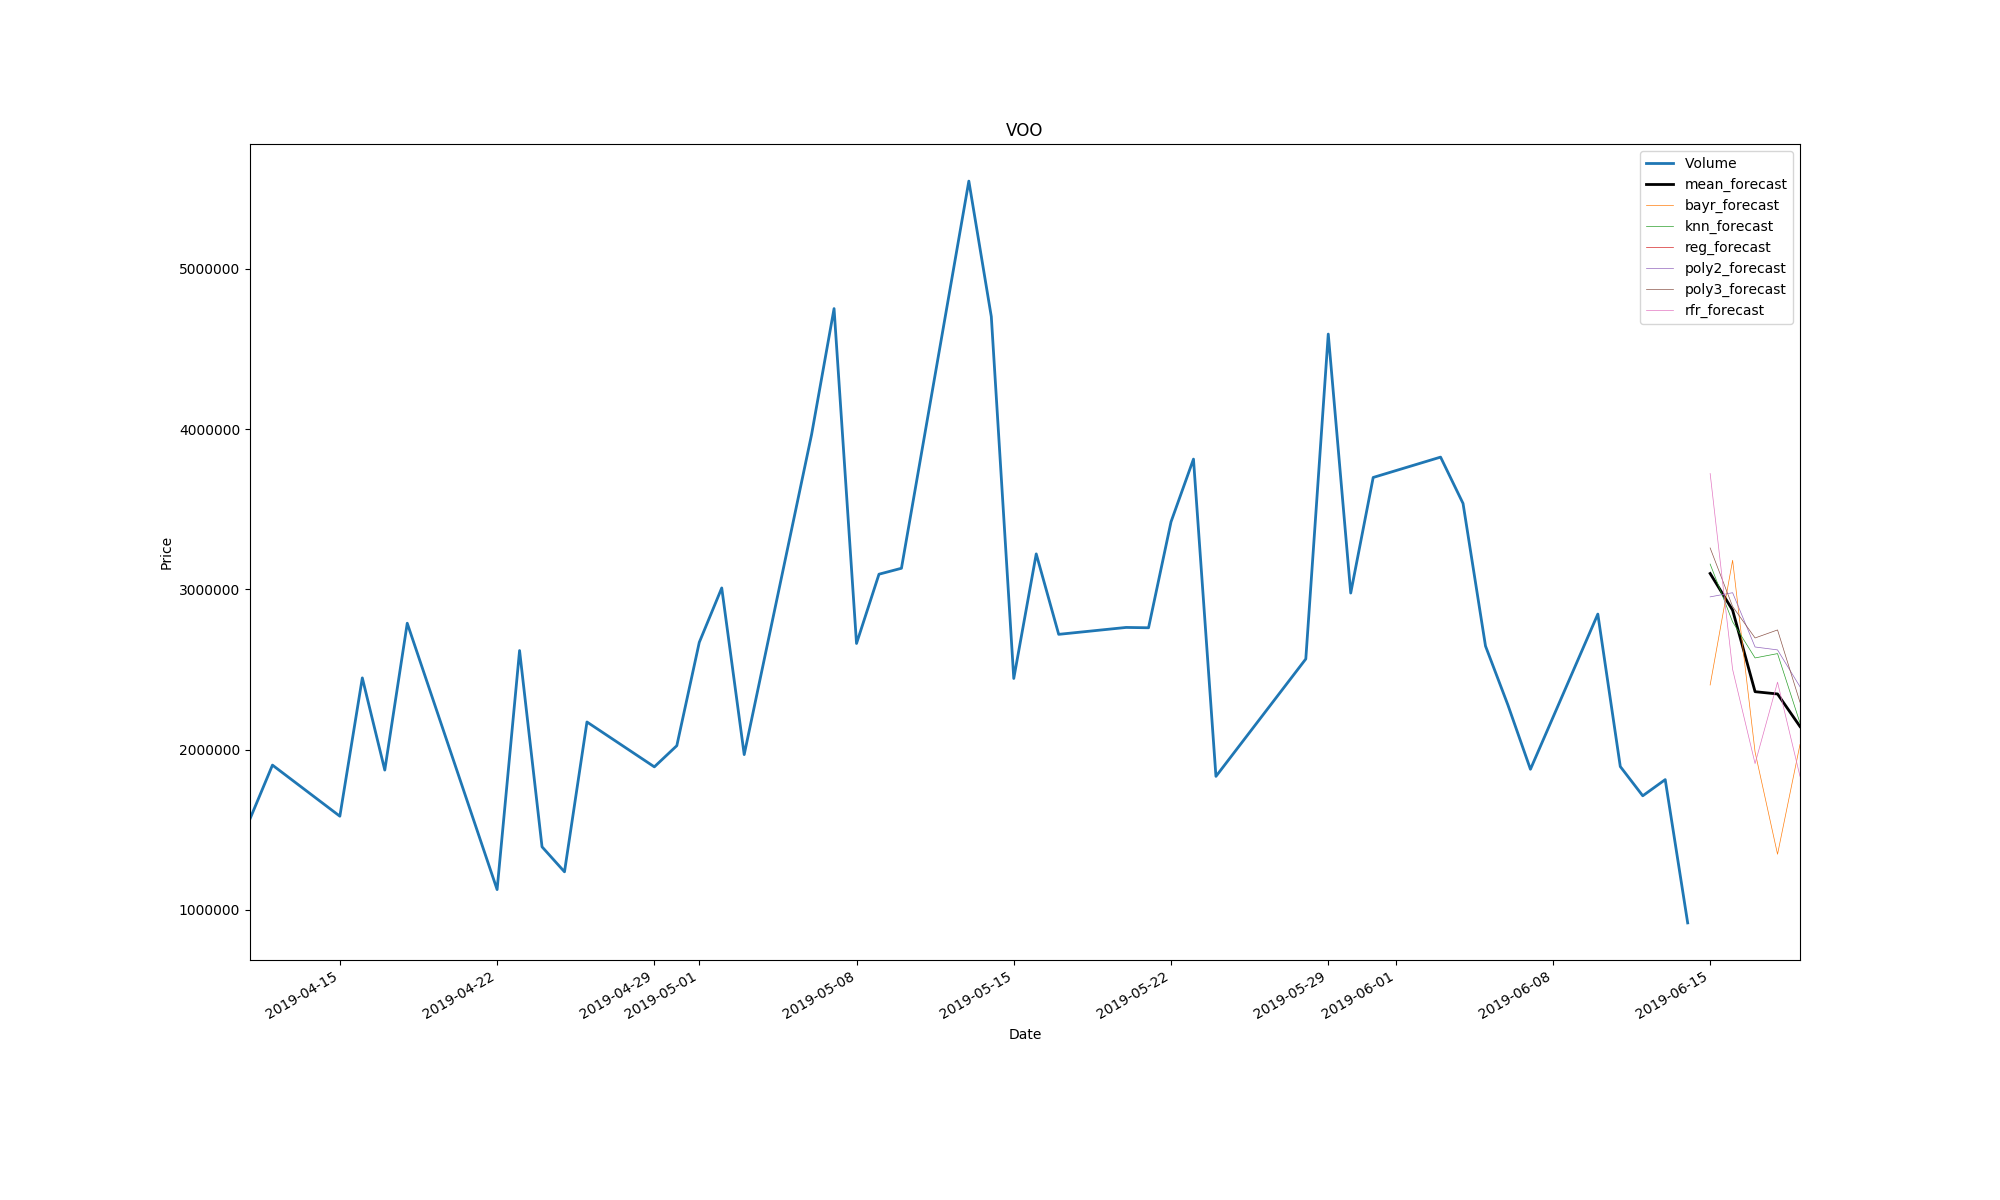 VOO
Volume
mean_forecast
bayr_forecast
knn_forecast
reg_forecast
poly2_forecast
poly3_forecast
rfr_forecast
5000000
4000000
3000000
2000000
1000000
Price
2019-04-15
2019-04-22
2019-04-29
2019-05-01
2019-05-08
2019-05-15
2019-05-22
2019-05-29
2019-06-01
2019-06-08
2019-06-15
Date